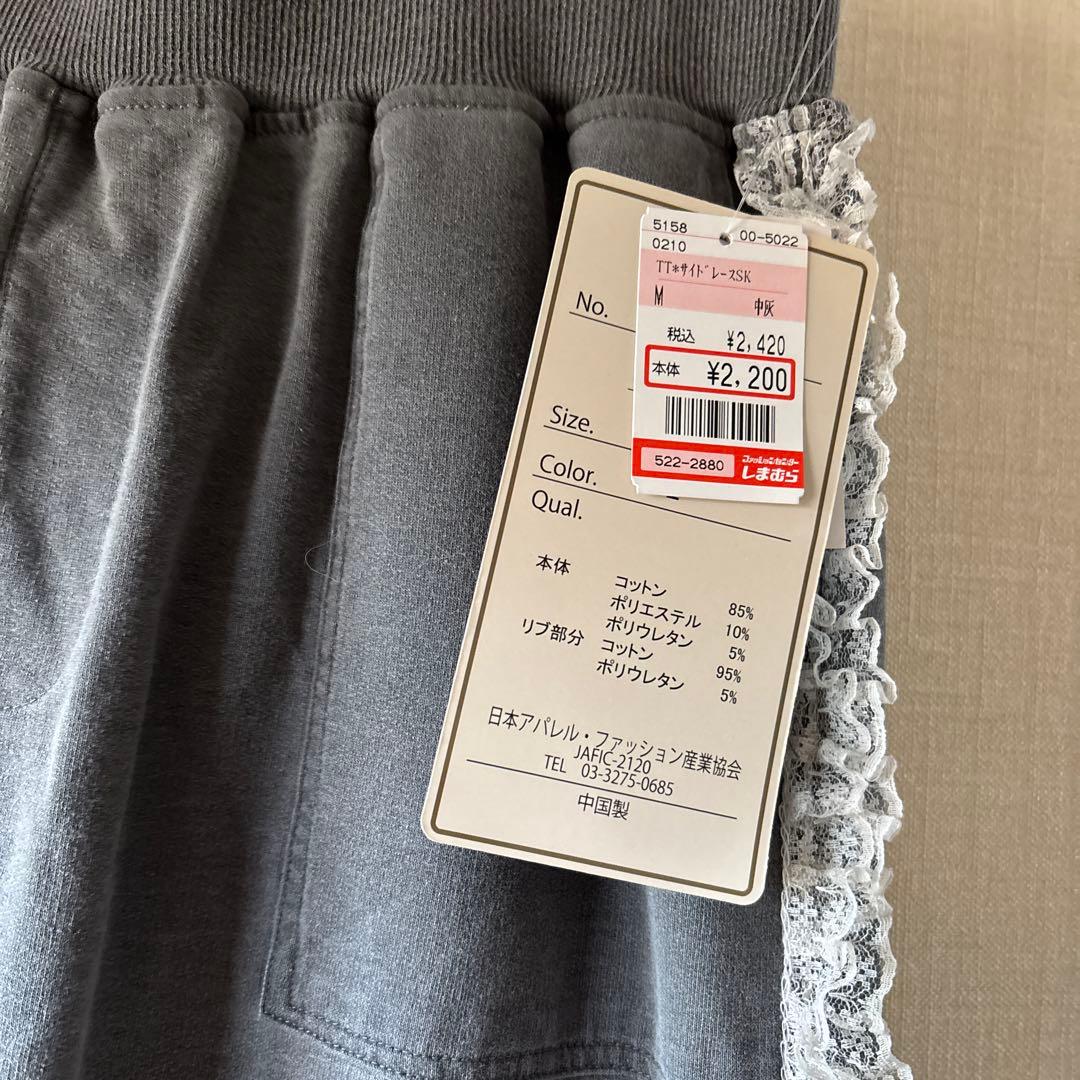 5158
00-5022
0210
TT*サイドレースSK
M 中灰
税込 ¥2,420
本体 ¥2,200
522-2880
ファッションセンター
しまむら
No.
Size.
Color.
Qual.
本体 コットン 85%
ポリエステル 10%
ポリウレタン 5%
リブ部分 コットン 95%
ポリウレタン 5%
日本アパレル・ファッション産業協会
JAFIC-2120
TEL 03-3275-0685
中国製